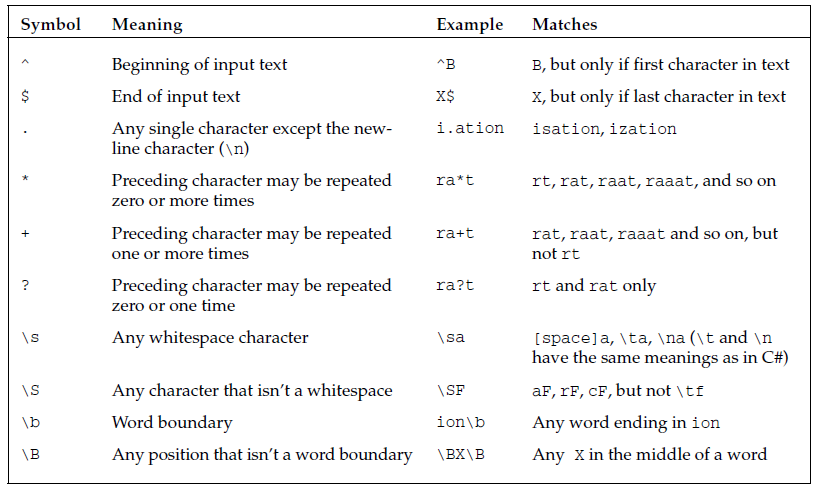 Symbol Meaning Example Matches
^ Beginning of input text ^B B, but only if first character in text
$ End of input text X$ X, but only if last character in text
. Any single character except the new- i.ation isation, ization
line character (\n)
* Preceding character may be repeated ra*t rt, rat, raat, raaat, and so on
zero or more times
+ Preceding character may be repeated ra+t rat, raat, raaat and so on, but
one or more times not rt
? Preceding character may be repeated ra?t rt and rat only
zero or one time
\s Any whitespace character \sa [space]a, \ta, \na (\t and \n
have the same meanings as in C#)
\S Any character that isn't a whitespace \SF aF, rF, cF, but not \tf
\b Word boundary ion\b Any word ending in ion
\B Any position that isn't a word boundary \BX\B Any X in the middle of a word